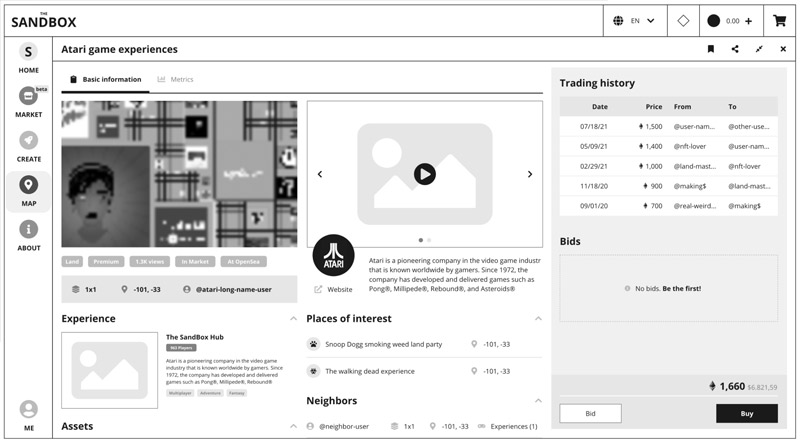 THE
SANDBOX
EN
0.00
S
HOME
beta
MARKET
CREATE
MAP
ABOUT
ME
Atari game experiences
Basic information
Metrics
Land
Premium
1.3K views
In Market
At OpenSea
1x1
-101, -33
@atari-long-name-user
ATARI
Website
Atari is a pioneering company in the video game industr
that is known worldwide by gamers. Since 1972, the
company has developed and delivered games such as
Pong®, Millipede®, Rebound®, and Asteroids®
Experience
The SandBox Hub
Atari is a pioneering company in the video game
industry that is known worldwide by gamers. Since
1972, the company has developed and delivered
games such as Pong®, Millipede®, Rebound®
Multiplayer
Adventure
Fantasy
Assets
Places of interest
Snoop Dogg smoking weed land party
-101, -33
The walking dead experience
-101, -33
Neighbors
@neighbor-user
1x1
-101, -33
Experiences (1)
Trading history
Date Price From To
07/18/21 1,500 @user-nam... @other-use...
05/09/21 1,400 @nft-lover @user-nam...
02/29/21 1,000 @land-mast... @nft-lover
11/18/20 900 @making$ @land-mast...
09/01/20 700 @real-weird... @making$
Bids
No bids. Be the first!
1,660 $6.821,59
Bid
Buy